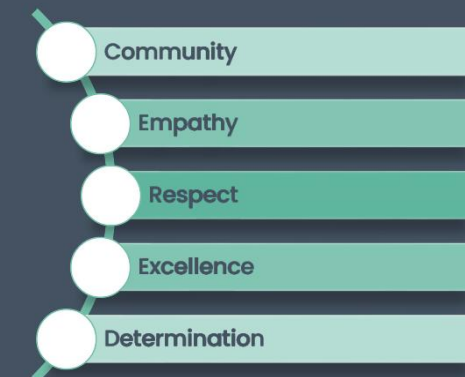 Community
Empathy
Respect
Excellence
Determination